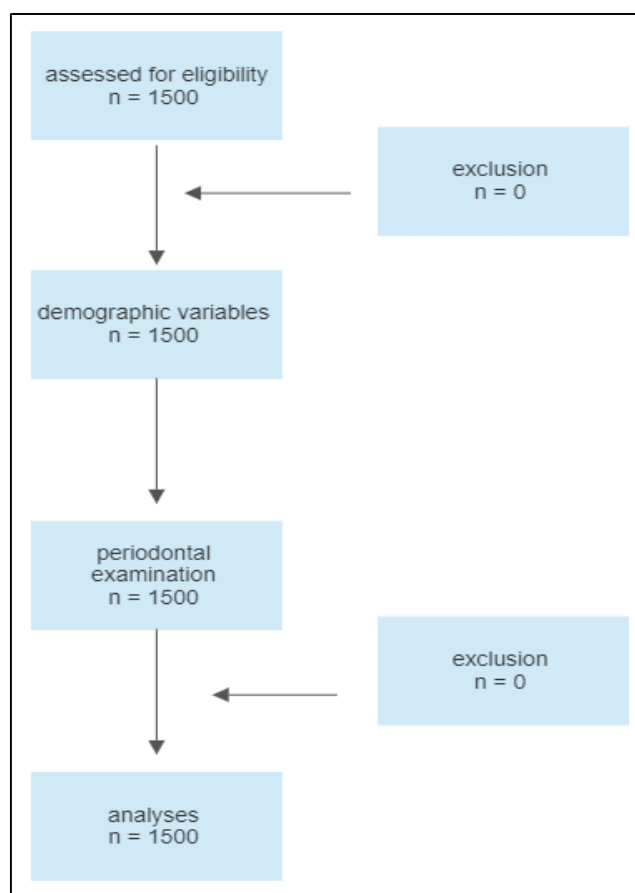 assessed for eligibility
n = 1500
exclusion
n = 0
demographic variables
n = 1500
periodontal
examination
n = 1500
exclusion
n = 0
analyses
n = 1500